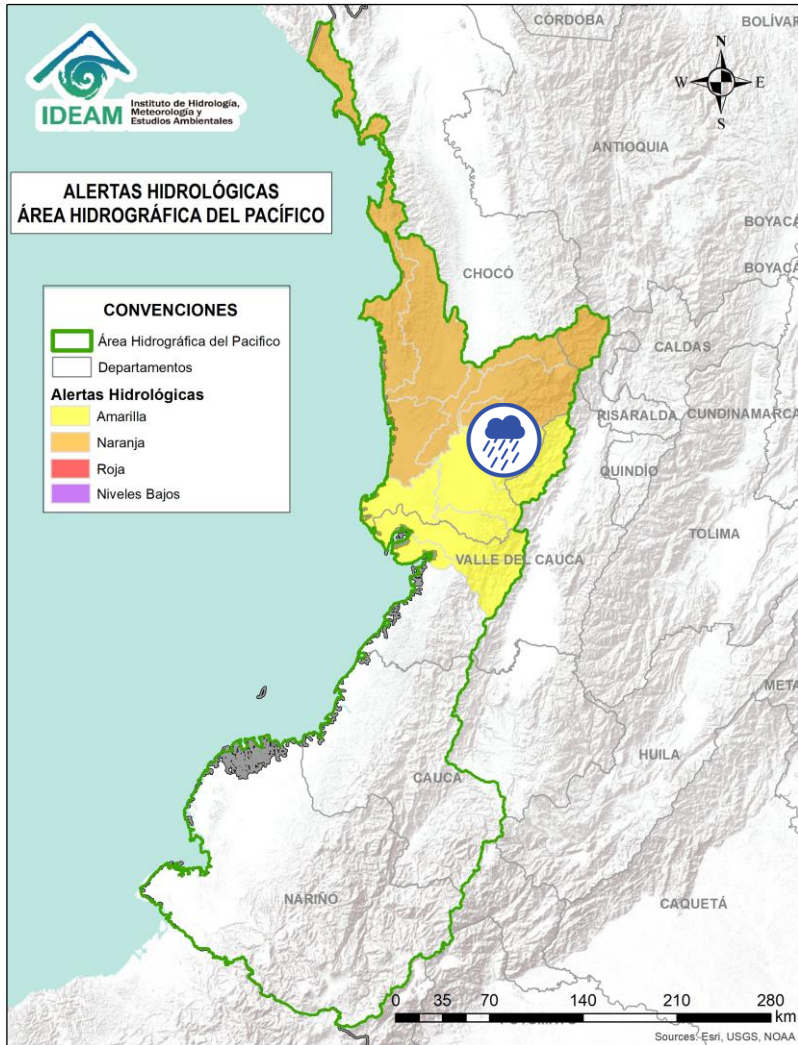 IDEAM
Instituto de Hidrología,
Meteorología y
Estudios Ambientales
CÓRDOBA
BOLÍVAR
N
W
E
S
ANTIOQUIA
ALERTAS HIDROLÓGICAS
ÁREA HIDROGRÁFICA DEL PACÍFICO
BOYACÁ
BOYACÁ
CHOCÓ
CONVENCIONES
Área Hidrográfica del Pacifico
Departamentos
Alertas Hidrológicas
Amarilla
Naranja
Roja
Niveles Bajos
CALDAS
RISARALDA
CUNDINAMARCA
QUINDÍO
TOLIMA
VALLE DEL CAUCA
META
HUILA
CAUCA
NARIÑO
CAQUETÁ
0 35 70 140 210 280
km
Sources: Esri, USGS, NOAA